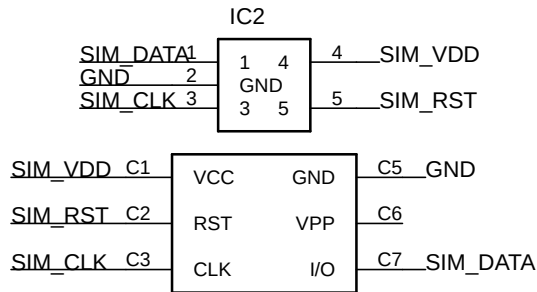 IC2
SIM_DATA 1 1 4 4 SIM_VDD
GND 2 GND
SIM_CLK 3 3 5 5 SIM_RST
SIM_VDD C1 VCC GND C5 GND
SIM_RST C2 RST VPP C6
SIM_CLK C3 CLK I/O C7 SIM_DATA